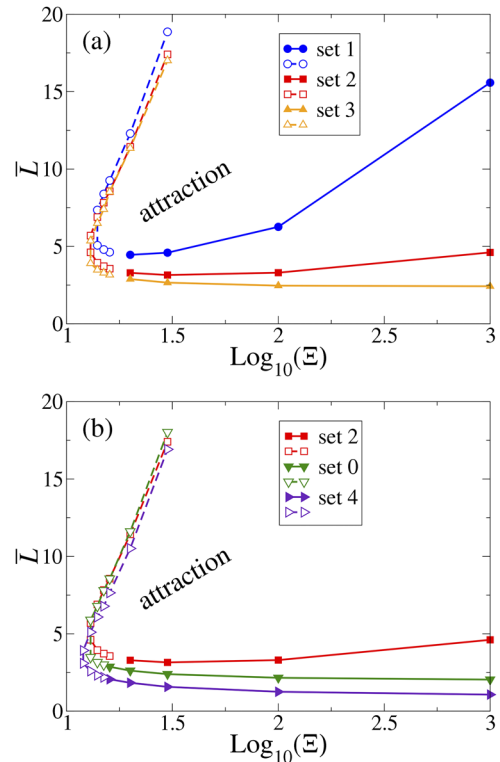 (a)
set 1
set 2
set 3
attraction
L̅
20
15
10
5
0
1
1.5
2
2.5
3
Log₁₀(Ξ)
(b)
set 2
set 0
set 4
attraction
L̅
20
15
10
5
0
1
1.5
2
2.5
3
Log₁₀(Ξ)